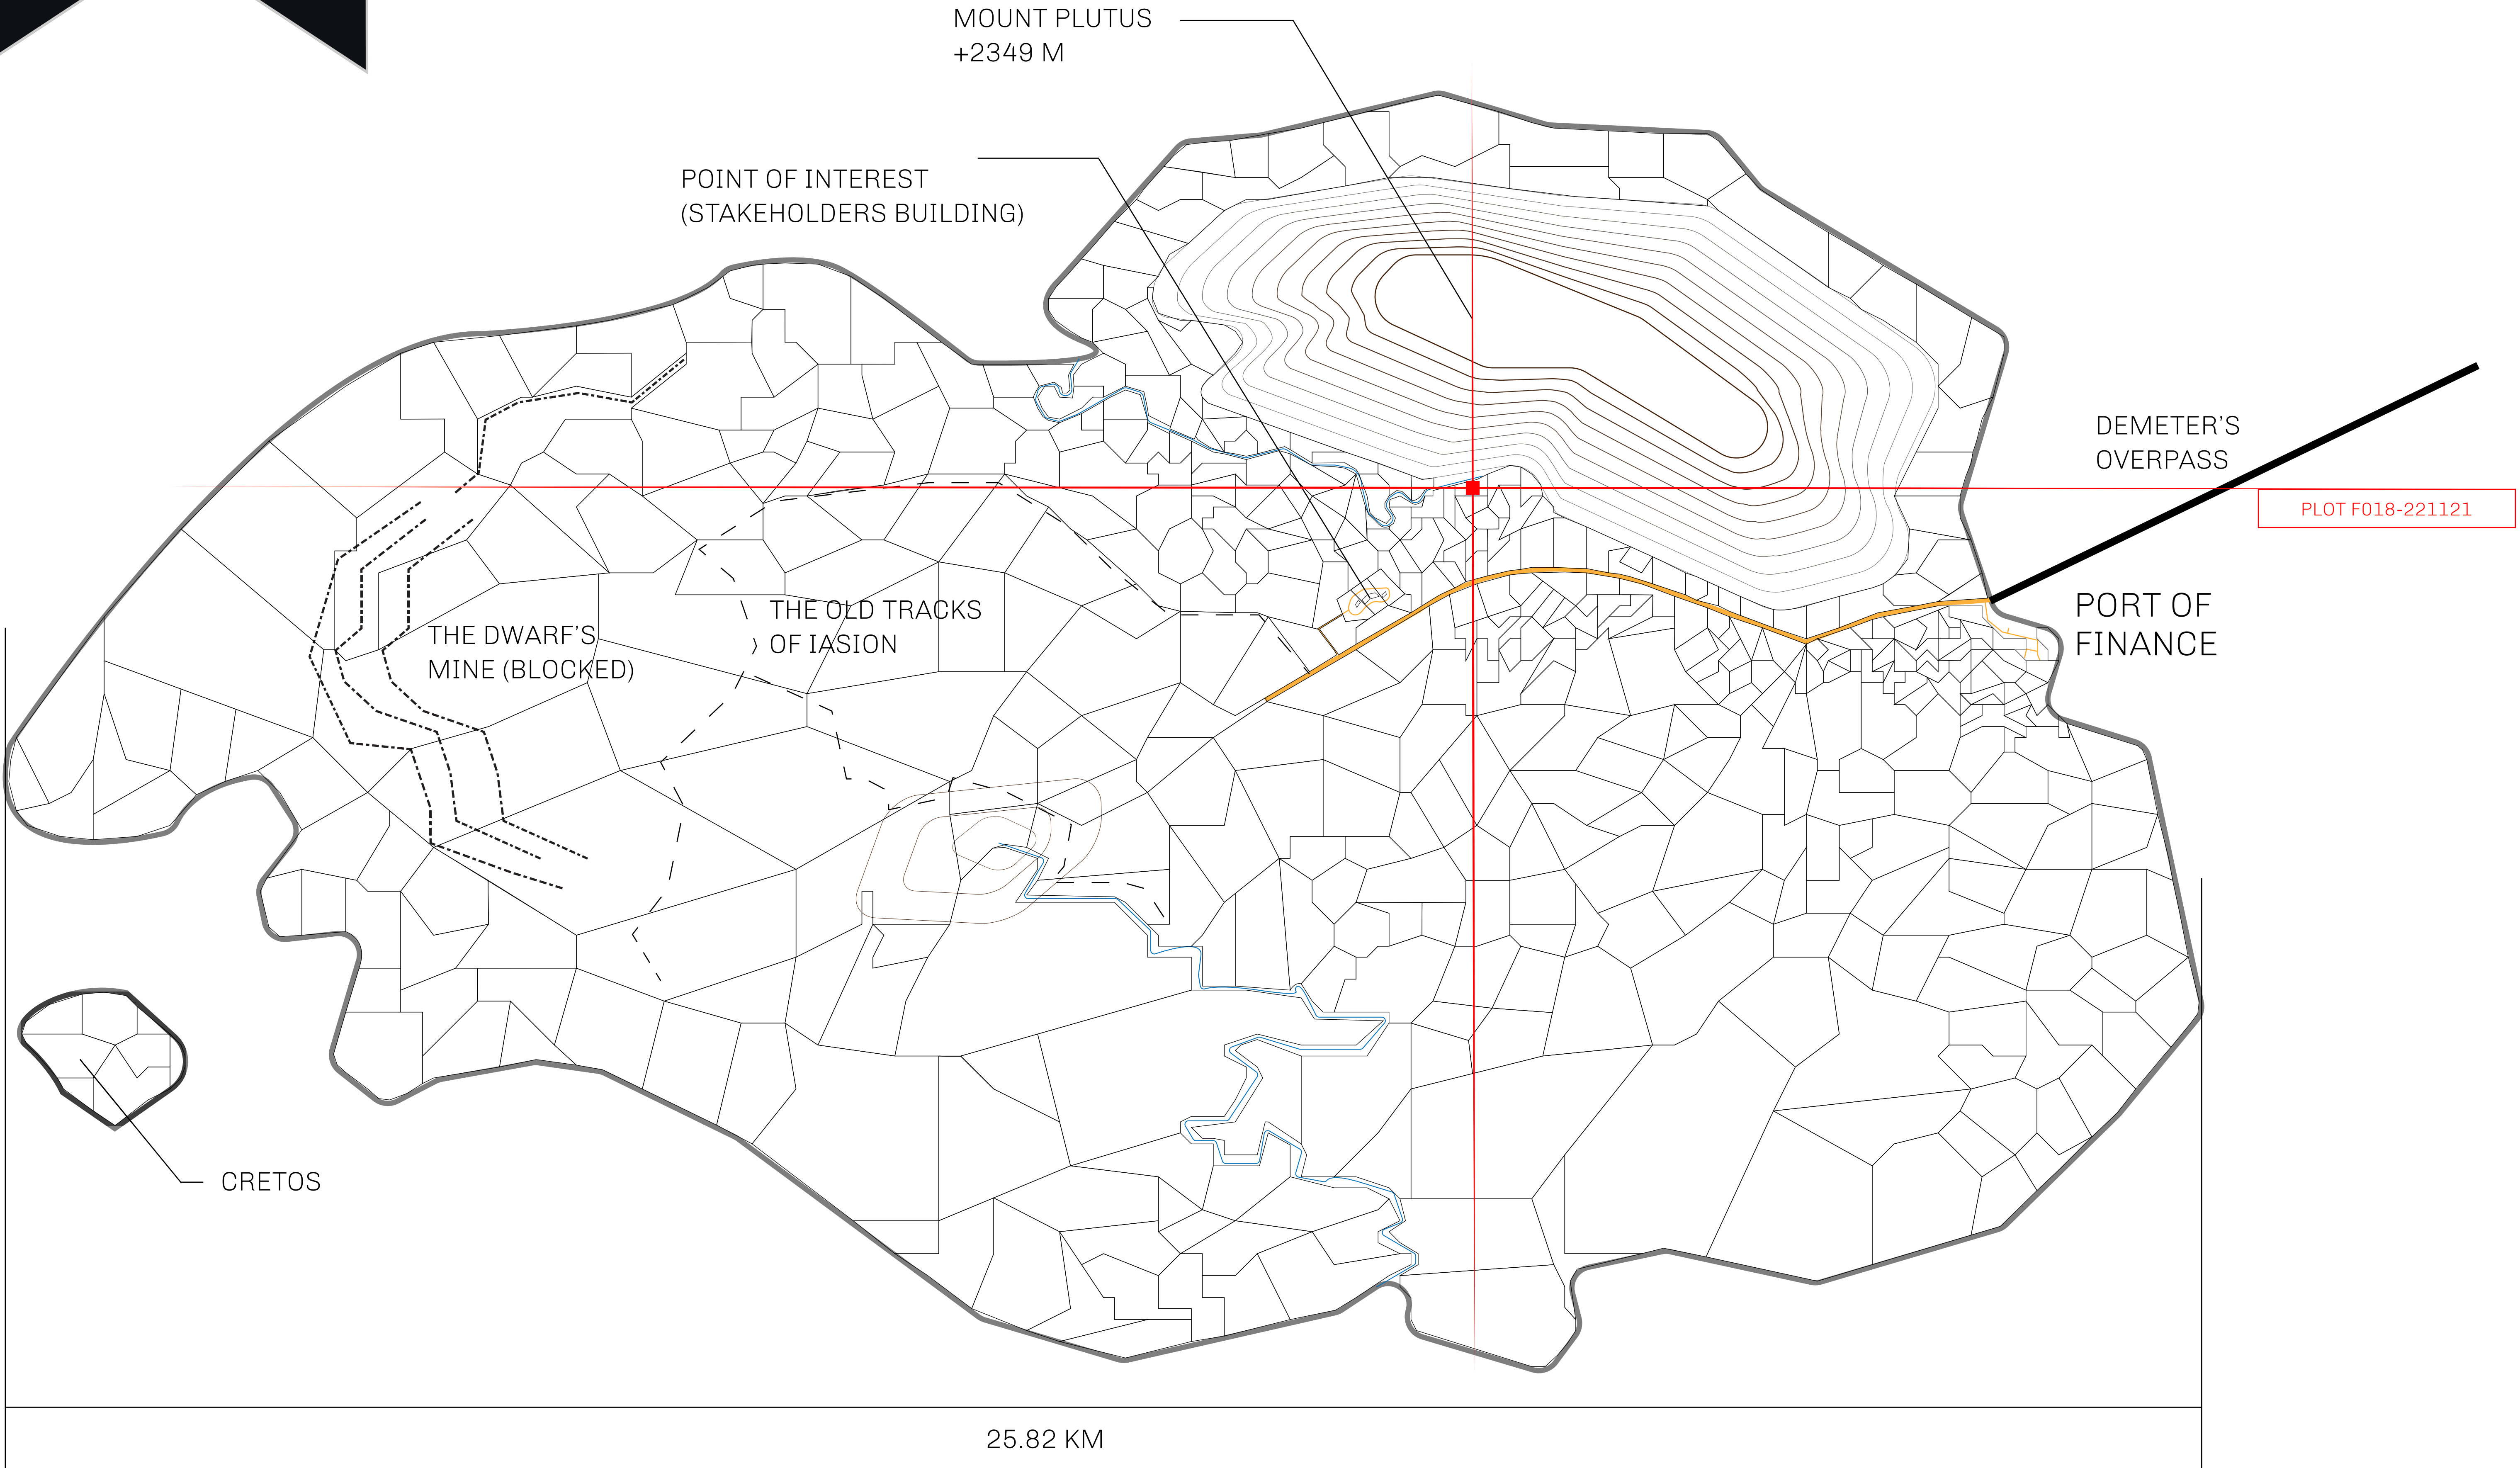 MOUNT PLUTUS
+2349 M
POINT OF INTEREST
(STAKEHOLDERS BUILDING)
DEMETER'S
OVERPASS
PLOT F018-221121
PORT OF
FINANCE
THE OLD TRACKS
OF IASION
THE DWARF'S
MINE (BLOCKED)
CRETOS
25.82 KM